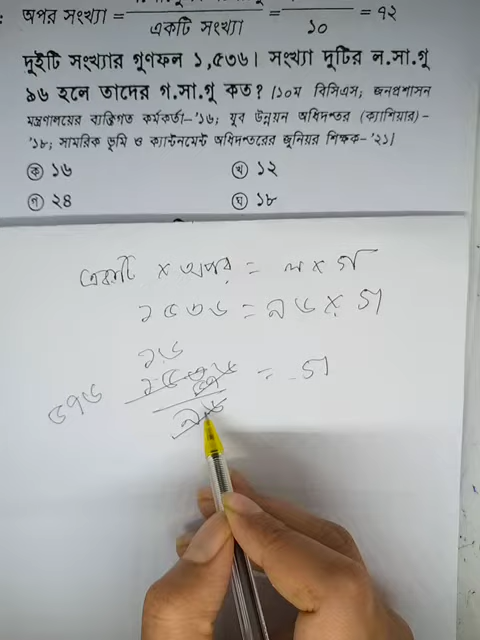 অপর সংখ্যা = একটি সংখ্যা = ১০ = ৭২
দুইটি সংখ্যার গুণফল ১,৫৩৬। সংখ্যা দুটির ল.সা.গু
৯৬ হলে তাদের গ.সা.গু কত? [১০ম বিসিএস; জনপ্রশাসন
মন্ত্রণালয়ের ব্যক্তিগত কর্মকর্তা-'১৬; যুব উন্নয়ন অধিদপ্তর (ক্যাশিয়ার)-
'১৮; সামরিক ভূমি ও ক্যান্টনমেন্ট অধিদপ্তরের জুনিয়র শিক্ষক-'২১]
ক ১৬ খ ১২
গ ২৪ ঘ ১৮
একটি × অপর = ল × গ
১৫৩৬ = ৯৬ × গ
১৬
৫৭৬ ১৫৩৬ = গ
৯৬